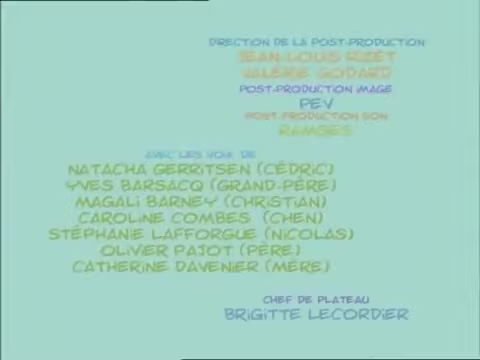 DIRECTION DE LA POST-PRODUCTION
JEAN-LOUIS RIZET
VALÉRIE GODARD
POST-PRODUCTION IMAGE
PEV
POST-PRODUCTION SON
RAMSES
AVEC LES VOIX DE
NATACHA GERRITSEN (CÉDRIC)
YVES BARSACQ (GRAND-PÈRE)
MAGALI BARNEY (CHRISTIAN)
CAROLINE COMBES (CHEN)
STÉPHANIE LAFFORGUE (NICOLAS)
OLIVIER PAJOT (PÈRE)
CATHERINE DAVENIER (MÈRE)
CHEF DE PLATEAU
BRIGITTE LECORDIER